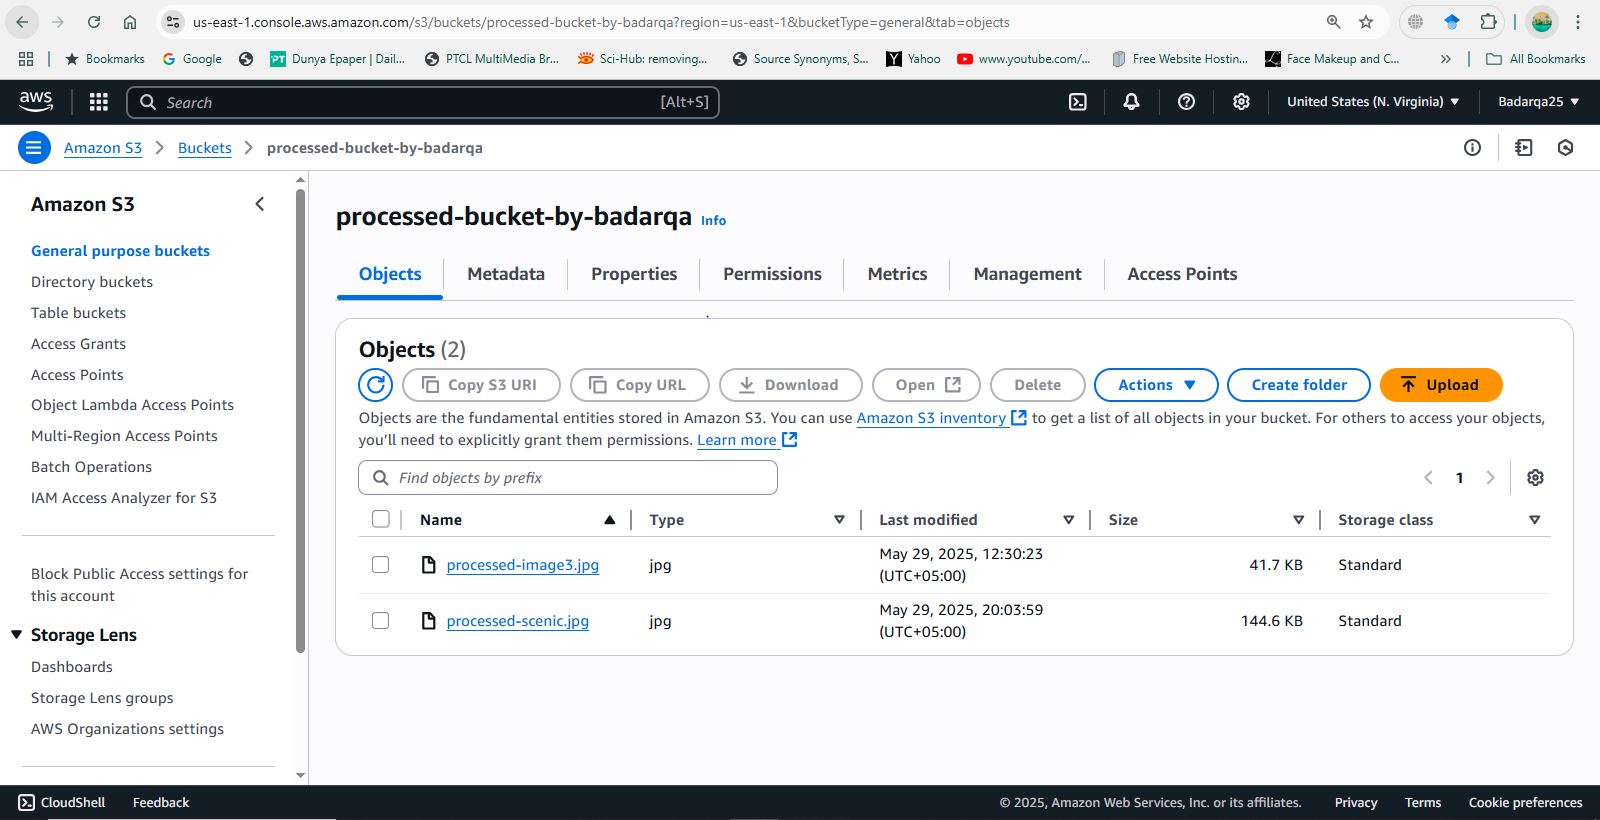 us-east-1.console.aws.amazon.com/s3/buckets/processed-bucket-by-badarqa?region=us-east-1&bucketType=general&tab=objects
Bookmarks Google Dunya Epaper | Dail... PTCL MultiMedia Br... Sci-Hub: removing... Source Synonyms, S... Yahoo www.youtube.com/... Free Website Hostin... Face Makeup and C... » All Bookmarks
aws Search [Alt+S] United States (N. Virginia) Badarqa25
Amazon S3 Buckets processed-bucket-by-badarqa
Amazon S3
General purpose buckets
Directory buckets
Table buckets
Access Grants
Access Points
Object Lambda Access Points
Multi-Region Access Points
Batch Operations
IAM Access Analyzer for S3
Block Public Access settings for
this account
Storage Lens
Dashboards
Storage Lens groups
AWS Organizations settings
processed-bucket-by-badarqa Info
Objects Metadata Properties Permissions Metrics Management Access Points
Objects (2)
Copy S3 URI Copy URL Download Open Delete Actions Create folder Upload
Objects are the fundamental entities stored in Amazon S3. You can use Amazon S3 inventory to get a list of all objects in your bucket. For others to access your objects,
you'll need to explicitly grant them permissions. Learn more
Find objects by prefix 1
Name Type Last modified Size Storage class
processed-image3.jpg jpg May 29, 2025, 12:30:23 (UTC+05:00) 41.7 KB Standard
processed-scenic.jpg jpg May 29, 2025, 20:03:59 (UTC+05:00) 144.6 KB Standard
CloudShell Feedback © 2025, Amazon Web Services, Inc. or its affiliates. Privacy Terms Cookie preferences